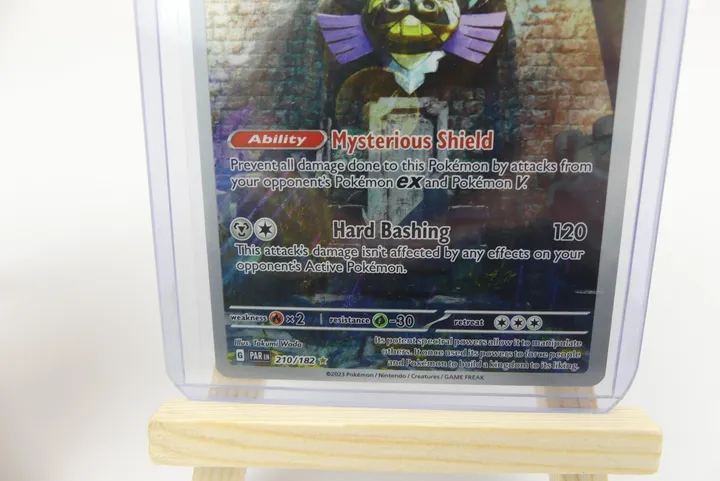 Ability Mysterious Shield
Prevent all damage done to this Pokémon by attacks from
your opponent's Pokémon ex and Pokémon V.
Hard Bashing 120
This attack's damage isn't affected by any effects on your
opponent's Active Pokémon.
weakness ×2 resistance -30 retreat
Illus. Takumi Wada
Its potent spectral powers allow it to manipulate
others. It once used its powers to force people
and Pokémon to build a kingdom to its liking.
G PAR EN 210/182
©2023 Pokémon / Nintendo / Creatures / GAME FREAK